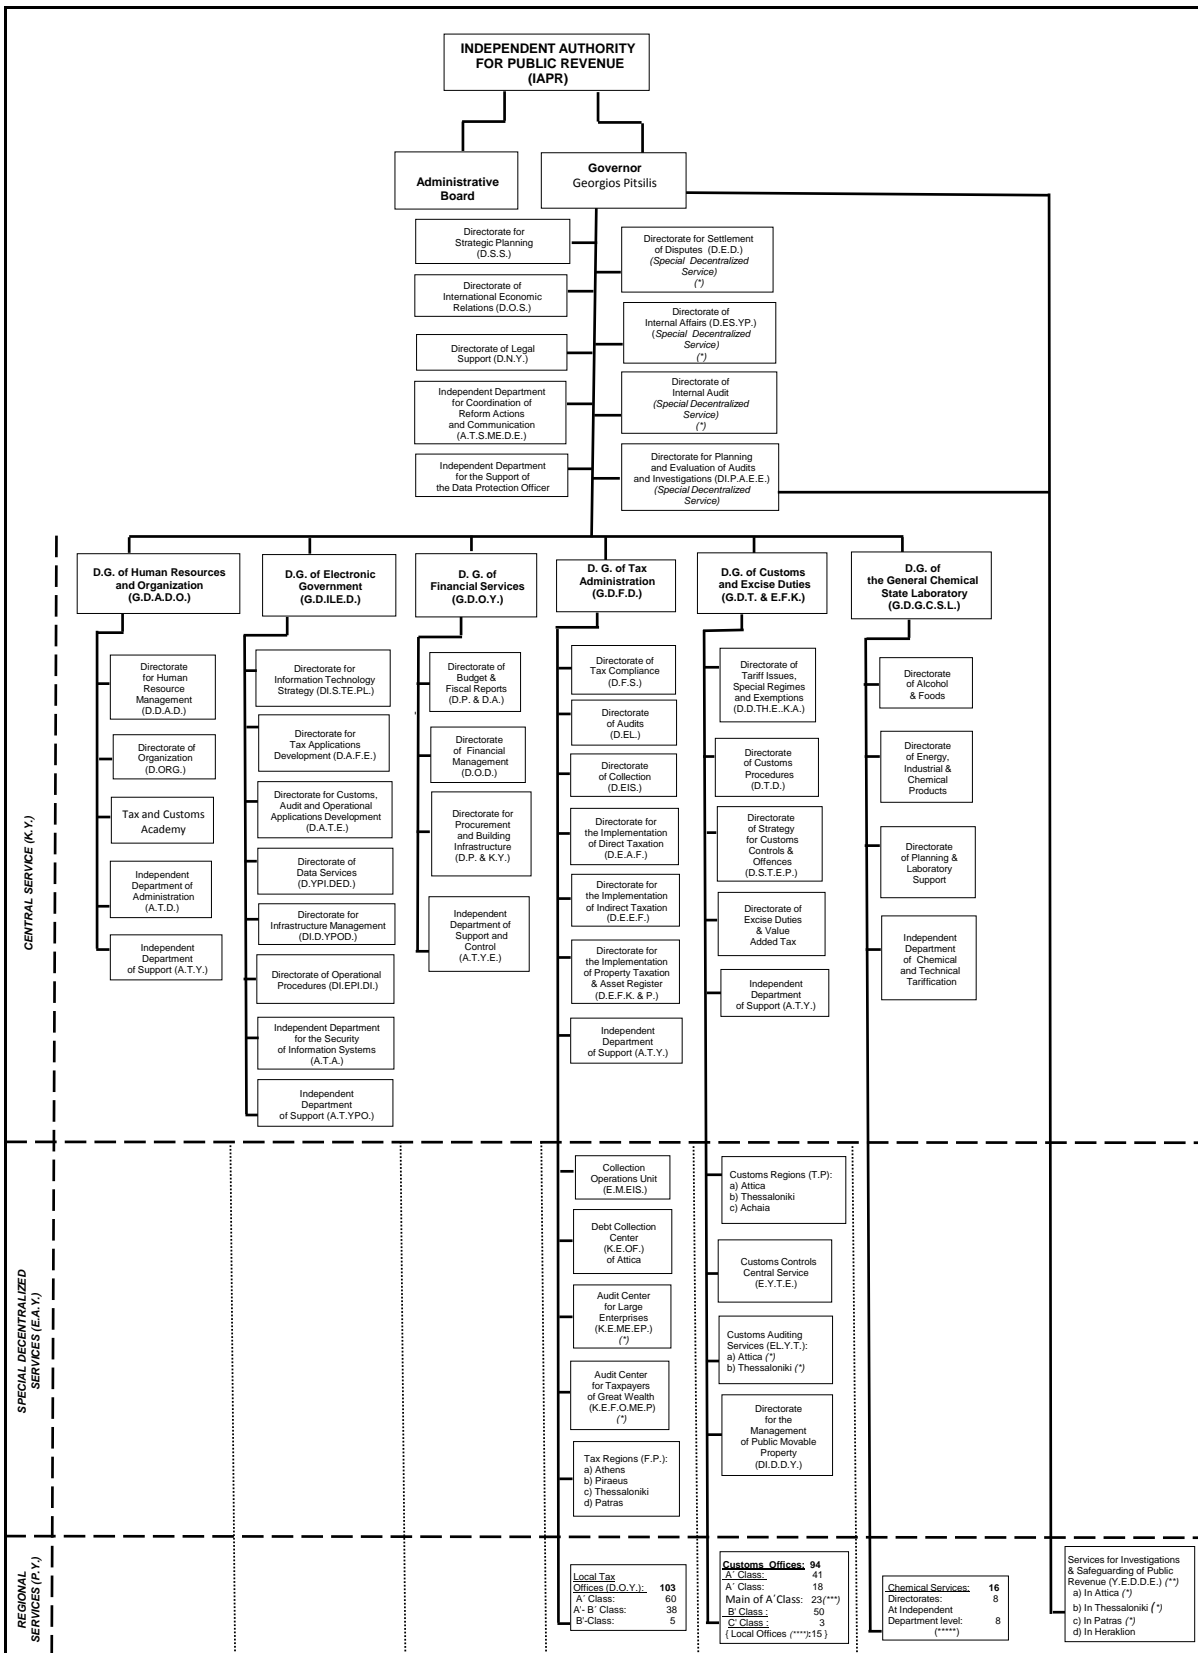 INDEPENDENT AUTHORITY
FOR PUBLIC REVENUE
(IAPR)
Administrative
Board
Governor
Georgios Pitsilis
Directorate for
Strategic Planning
(D.S.S.)
Directorate of
International Economic
Relations (D.O.S.)
Directorate of Legal
Support (D.N.Y.)
Independent Department
for Coordination of
Reform Actions
and Communication
(A.T.S.ME.D.E.)
Independent Department
for the Support of
the Data Protection Officer
Directorate for Settlement
of Disputes (D.E.D.)
(Special Decentralized
Service)
(*)
Directorate of
Internal Affairs (D.ES.YP.)
(Special Decentralized
Service)
(*)
Directorate of
Internal Audit
(Special Decentralized
Service)
(*)
Directorate for Planning
and Evaluation of Audits
and Investigations (DI.P.A.E.E.)
(Special Decentralized
Service)
CENTRAL SERVICE (K.Y.)
D.G. of Human Resources
and Organization
(G.D.A.D.O.)
Directorate
for Human
Resource
Management
(D.D.A.D.)
Directorate of
Organization
(D.ORG.)
Tax and Customs
Academy
Independent
Department of
Administration
(A.T.D.)
Independent
Department
of Support (A.T.Y.)
D.G. of Electronic
Government
(G.D.ILE.D.)
Directorate for
Information Technology
Strategy (DI.S.TE.PL.)
Directorate for
Tax Applications
Development (D.A.F.E.)
Directorate for Customs,
Audit and Operational
Applications Development
(D.A.T.E.)
Directorate of
Data Services
(D.YPI.DED.)
Directorate for
Infrastructure Management
(DI.D.YPOD.)
Directorate of Operational
Procedures (DI.EPI.DI.)
Independent Department
for the Security
of Information Systems
(A.T.A.)
Independent
Department
of Support (A.T.YPO.)
D. G. of
Financial Services
(G.D.O.Y.)
Directorate of
Budget &
Fiscal Reports
(D.P. & D.A.)
Directorate
of Financial
Management
(D.O.D.)
Directorate for
Procurement
and Building
Infrastructure
(D.P. & K.Y.)
Independent
Department of
Support and
Control
(A.T.Y.E.)
D. G. of Tax
Administration
(G.D.F.D.)
Directorate of
Tax Compliance
(D.F.S.)
Directorate
of Audits
(D.EL.)
Directorate
of Collection
(D.EIS.)
Directorate for
the Implementation
of Direct Taxation
(D.E.A.F.)
Directorate for
the Implementation
of Indirect Taxation
(D.E.E.F.)
Directorate for
the Implementation
of Property Taxation
& Asset Register
(D.E.F.K. & P.)
Independent
Department
of Support (A.T.Y.)
D.G. of Customs
and Excise Duties
(G.D.T. & E.F.K.)
Directorate of
Tariff Issues,
Special Regimes
and Exemptions
(D.D.TH.E..K.A.)
Directorate
of Customs
Procedures
(D.T.D.)
Directorate
of Strategy
for Customs
Controls &
Offences
(D.S.T.E.P.)
Directorate of
Excise Duties
& Value
Added Tax
Independent
Department
of Support (A.T.Y.)
D.G. of
the General Chemical
State Laboratory
(G.D.G.C.S.L.)
Directorate
of Alcohol
& Foods
Directorate
of Energy,
Industrial &
Chemical
Products
Directorate
of Planning &
Laboratory
Support
Independent
Department
of Chemical
and Technical
Tariffication
SPECIAL DECENTRALIZED
SERVICES (E.A.Y.)
Collection
Operations Unit
(E.M.EIS.)
Debt Collection
Center
(K.E.OF.)
of Attica
Audit Center
for Large
Enterprises
(K.E.ME.EP.)
(*)
Audit Center
for Taxpayers
of Great Wealth
(K.E.F.O.ME.P)
(*)
Tax Regions (F.P.):
a) Athens
b) Piraeus
c) Thessaloniki
d) Patras
Customs Regions (T.P):
a) Attica
b) Thessaloniki
c) Achaia
Customs Controls
Central Service
(E.Y.T.E.)
Customs Auditing
Services (EL.Y.T.):
a) Attica (*)
b) Thessaloniki (*)
Directorate
for the
Management
of Public Movable
Property
(DI.D.D.Y.)
REGIONAL
SERVICES (P.Y.)
Local Tax
Offices (D.O.Y.): 103
A΄ Class: 60
A'- B΄ Class: 38
B'-Class: 5
Customs Offices: 94
A΄ Class: 41
A΄ Class: 18
Main of A΄Class: 23(***)
B΄ Class : 50
C' Class : 3
{ Local Offices (****):15 }
Chemical Services: 16
Directorates: 8
At Independent
Department level: 8
(*****)
Services for Investigations
& Safeguarding of Public
Revenue (Y.E.D.D.E.) (**)
a) In Attica (*)
b) In Thessaloniki (*)
c) In Patras (*)
d) In Heraklion